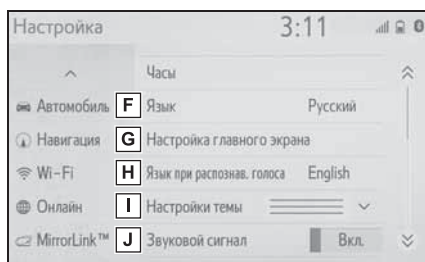 Настройка 3:11
Часы
Автомобиль F Язык Русский
Навигация G Настройка главного экрана
Wi-Fi H Язык при распознав. голоса English
Онлайн I Настройки темы
MirrorLink™ J Звуковой сигнал Вкл.